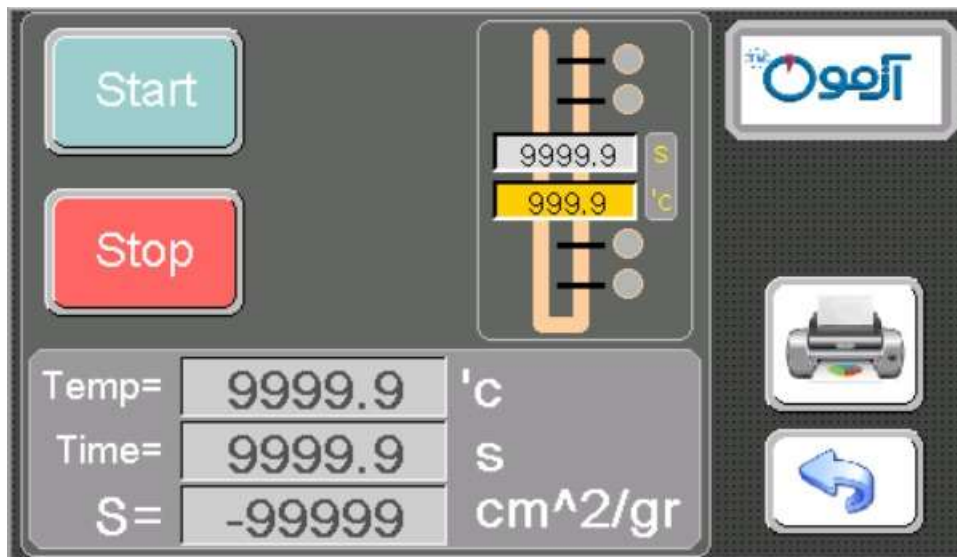 Start
آزمون
9999.9 s
999.9 'c
Stop
Temp= 9999.9 'c
Time= 9999.9 s
S= -99999 cm^2/gr